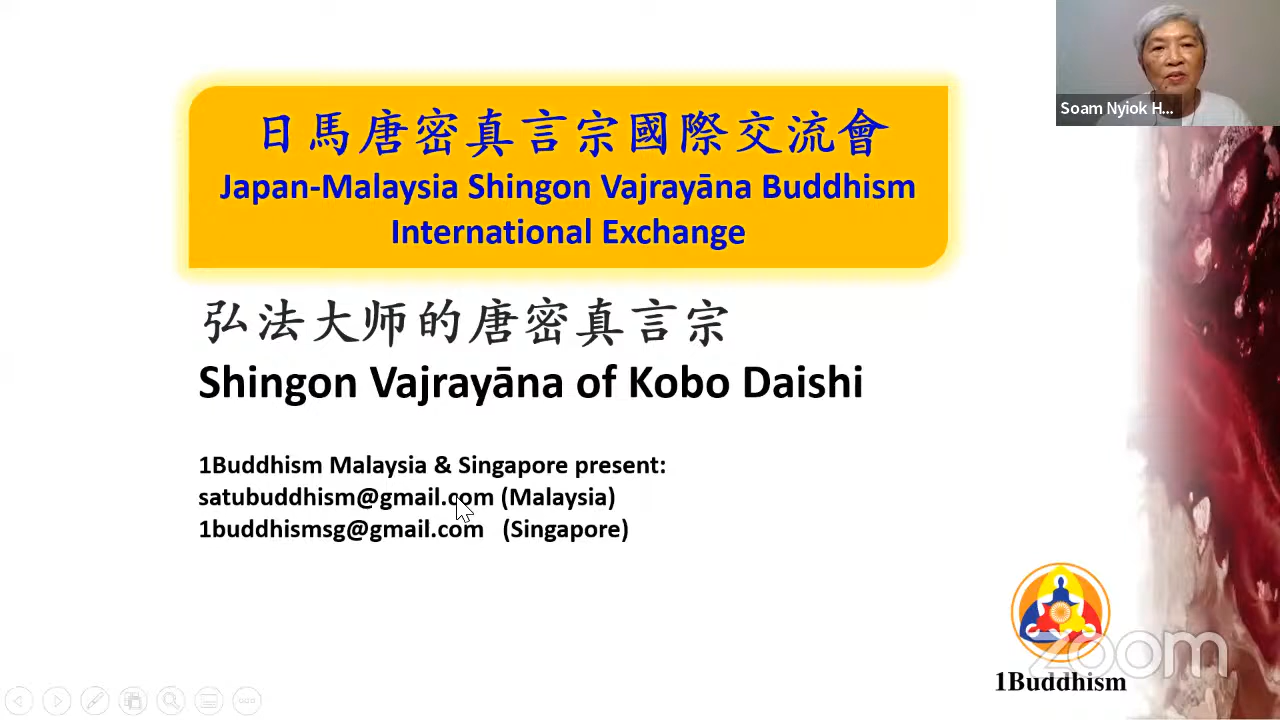 日馬唐密真言宗國際交流會
Japan-Malaysia Shingon Vajrayāna Buddhism
International Exchange
弘法大师的唐密真言宗
Shingon Vajrayāna of Kobo Daishi
1Buddhism Malaysia & Singapore present:
satubuddhism@gmail.com (Malaysia)
1buddhismsg@gmail.com (Singapore)
Soam Nyiok H...
zoom
1Buddhism